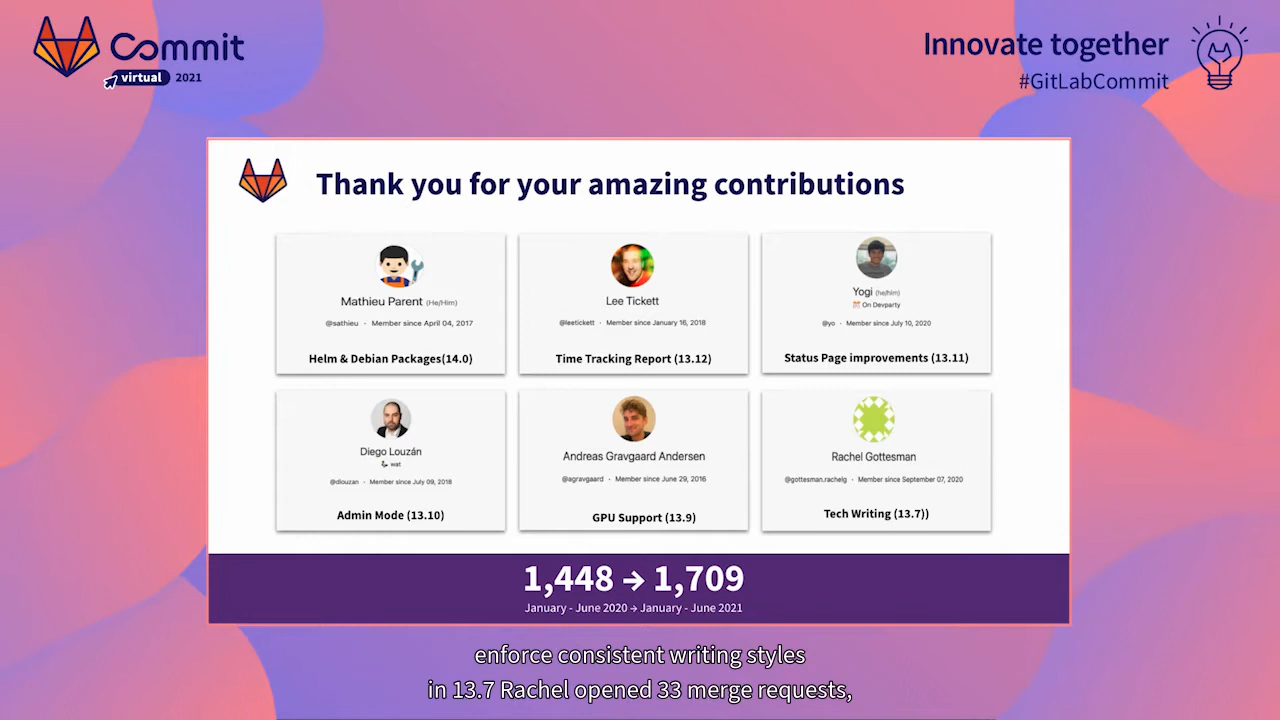 Commit
virtual 2021
Innovate together
#GitLabCommit
Thank you for your amazing contributions
Mathieu Parent (He/Him)
@sathieu · Member since April 04, 2017
Helm & Debian Packages(14.0)
Lee Tickett
@leetickett · Member since January 16, 2018
Time Tracking Report (13.12)
Yogi (he/him)
On Devparty
@yo · Member since July 10, 2020
Status Page improvements (13.11)
Diego Louzán
wat
@dlouzan · Member since July 09, 2018
Admin Mode (13.10)
Andreas Gravgaard Andersen
@agravgaard · Member since June 29, 2016
GPU Support (13.9)
Rachel Gottesman
@gottesman.rachelg · Member since September 07, 2020
Tech Writing (13.7))
1,448 → 1,709
January - June 2020 → January - June 2021
enforce consistent writing styles
in 13.7 Rachel opened 33 merge requests,